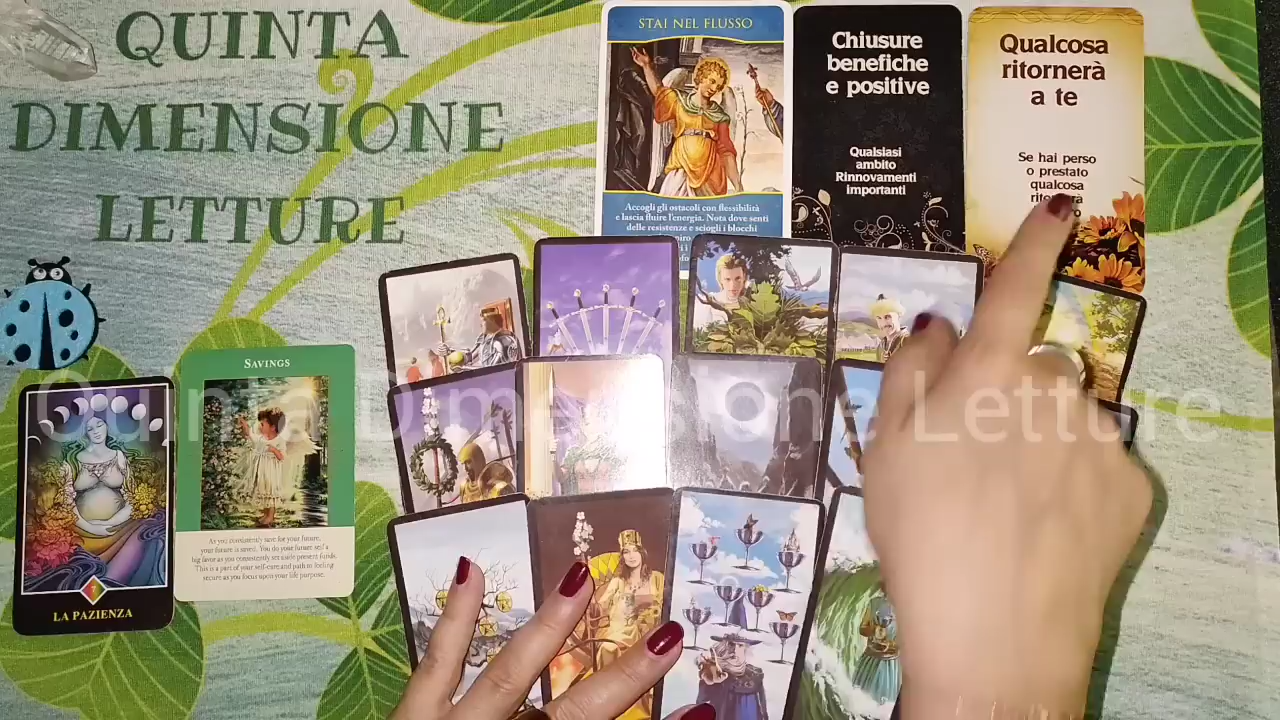 QUINTA
DIMENSIONE
LETTURE
STAI NEL FLUSSO
Accogli gli ostacoli con flessibilità
e lascia fluire l'energia. Nota dove senti
delle resistenze e sciogli i blocchi
Chiusure
benefiche
e positive
Qualsiasi
ambito
Rinnovamenti
importanti
Qualcosa
ritornerà
a te
Se hai perso
o prestato
qualcosa
SAVINGS
As you consistently save for your future,
your future is saved. You do your future self a
big favor as you consistently set aside present funds.
This is a part of your self-care and path to feeling
secure as you focus upon your life purpose.
LA PAZIENZA
Quinta Dimensione Letture